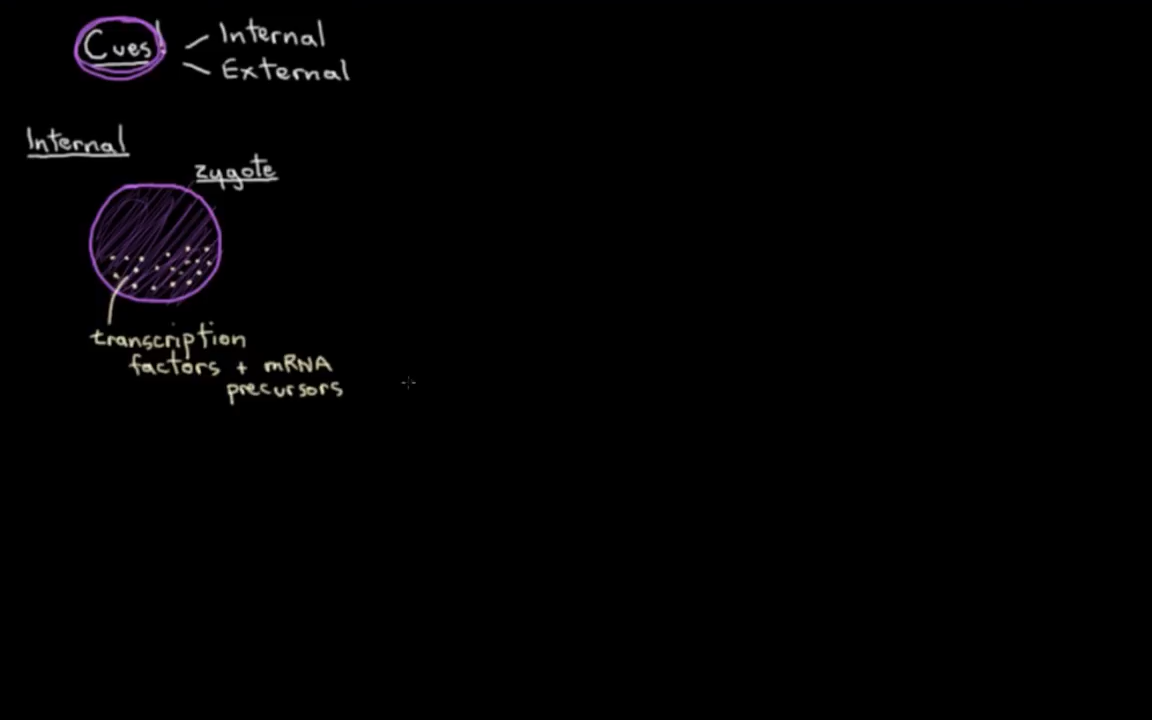 Cues!
Internal
External
Internal
zygote
transcription
factors + mRNA
precursors